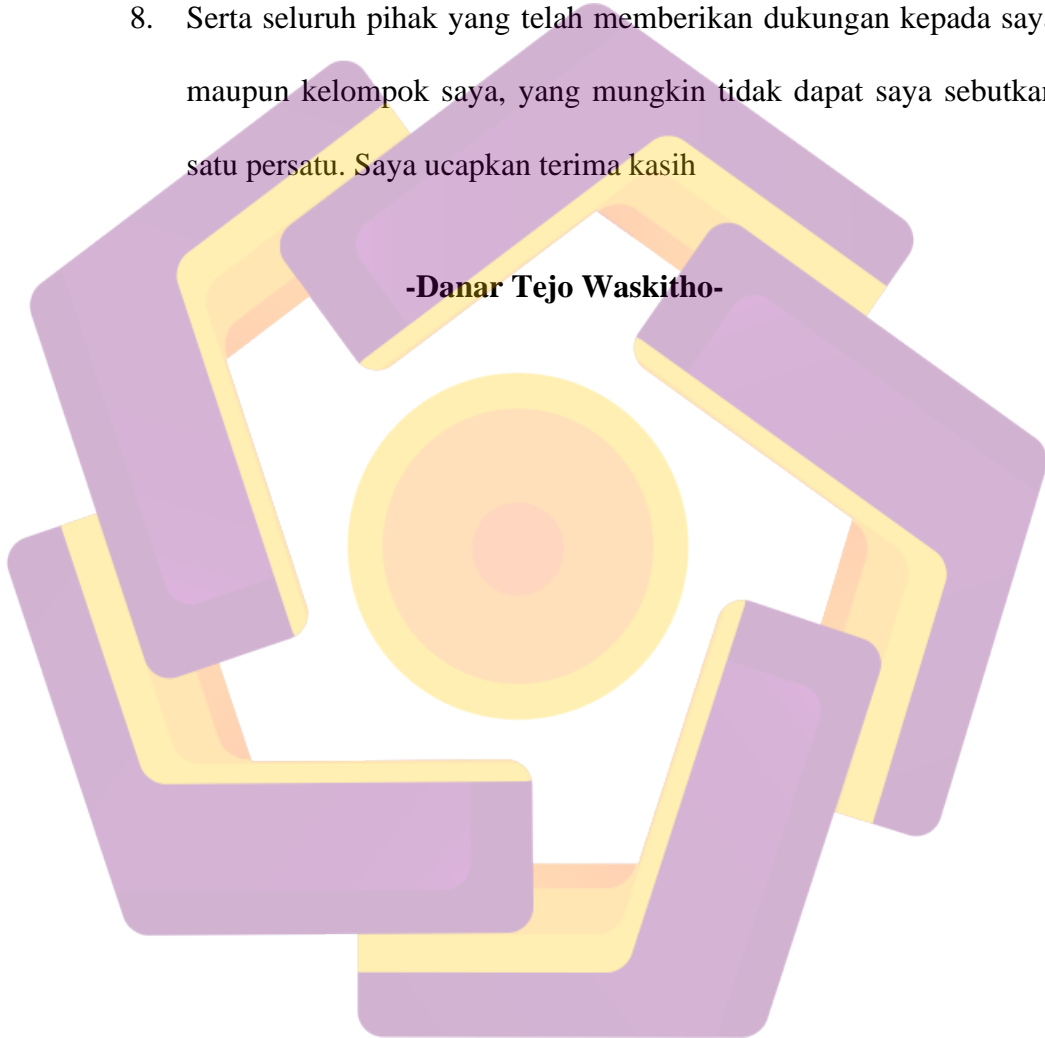 8. Serta seluruh pihak yang telah memberikan dukungan kepada saya
maupun kelompok saya, yang mungkin tidak dapat saya sebutkan
satu persatu. Saya ucapkan terima kasih
-Danar Tejo Waskitho-